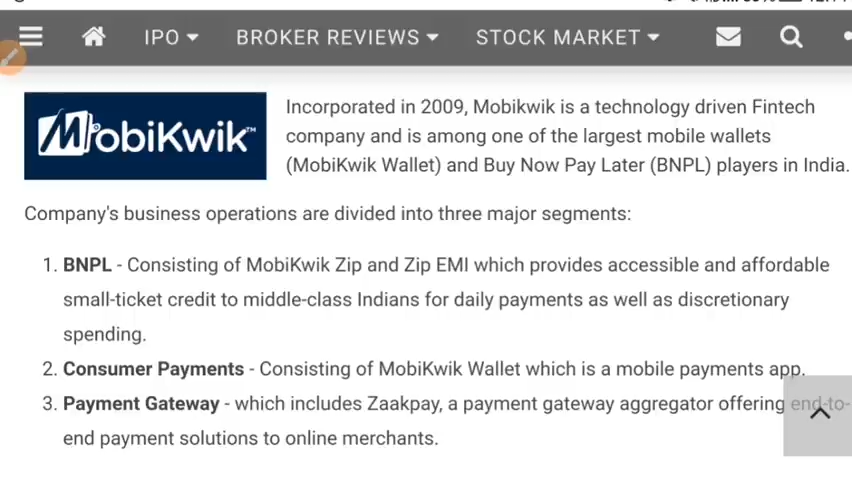 IPO BROKER REVIEWS STOCK MARKET
MobiKwik™
Incorporated in 2009, Mobikwik is a technology driven Fintech
company and is among one of the largest mobile wallets
(MobiKwik Wallet) and Buy Now Pay Later (BNPL) players in India.
Company's business operations are divided into three major segments:
1. BNPL - Consisting of MobiKwik Zip and Zip EMI which provides accessible and affordable
small-ticket credit to middle-class Indians for daily payments as well as discretionary
spending.
2. Consumer Payments - Consisting of MobiKwik Wallet which is a mobile payments app.
3. Payment Gateway - which includes Zaakpay, a payment gateway aggregator offering end-to-
end payment solutions to online merchants.